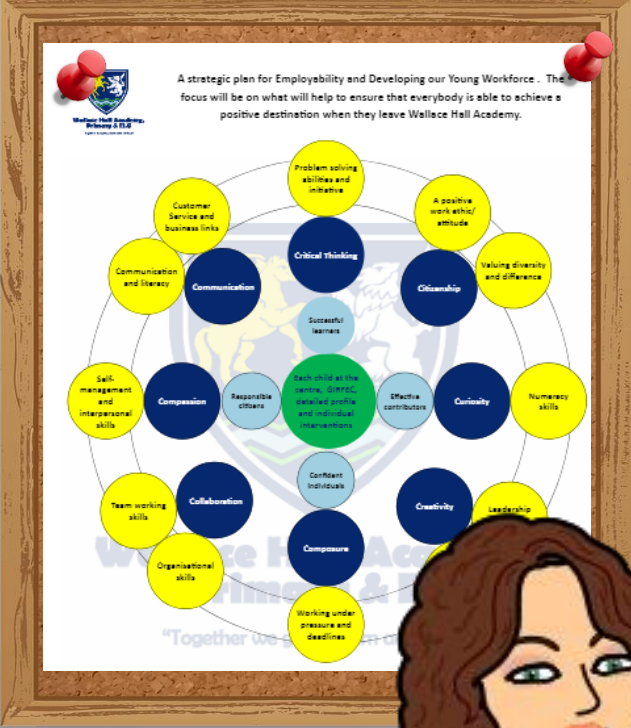 A strategic plan for Employability and Developing our Young Workforce . The
focus will be on what will help to ensure that everybody is able to achieve a
positive destination when they leave Wallace Hall Academy.
Wallace Hall Academy,
Primary & ELC
Problem solving
abilities and
initiative
Customer
Service and
business links
A positive
work ethic/
attitude
Communication
and literacy
Communication
Critical Thinking
Citizenship
Valuing diversity
and difference
Successful
learners
Self-
management
and
interpersonal
skills
Compassion
Responsible
citizens
Each child at the
centre, GIRFEC,
detailed profile
and individual
interventions
Effective
contributors
Curiosity
Numeracy
skills
Confident
individuals
Team working
skills
Collaboration
Creativity
Leadership
Organisational
skills
Composure
Working under
pressure and
deadlines
"Together we